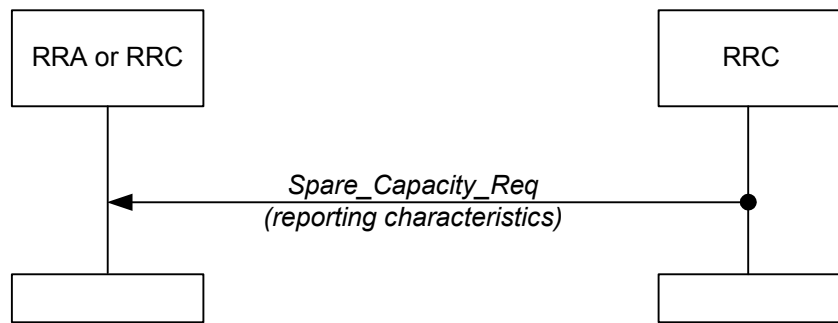 RRA or RRC
RRC
Spare_Capacity_Req
(reporting characteristics)